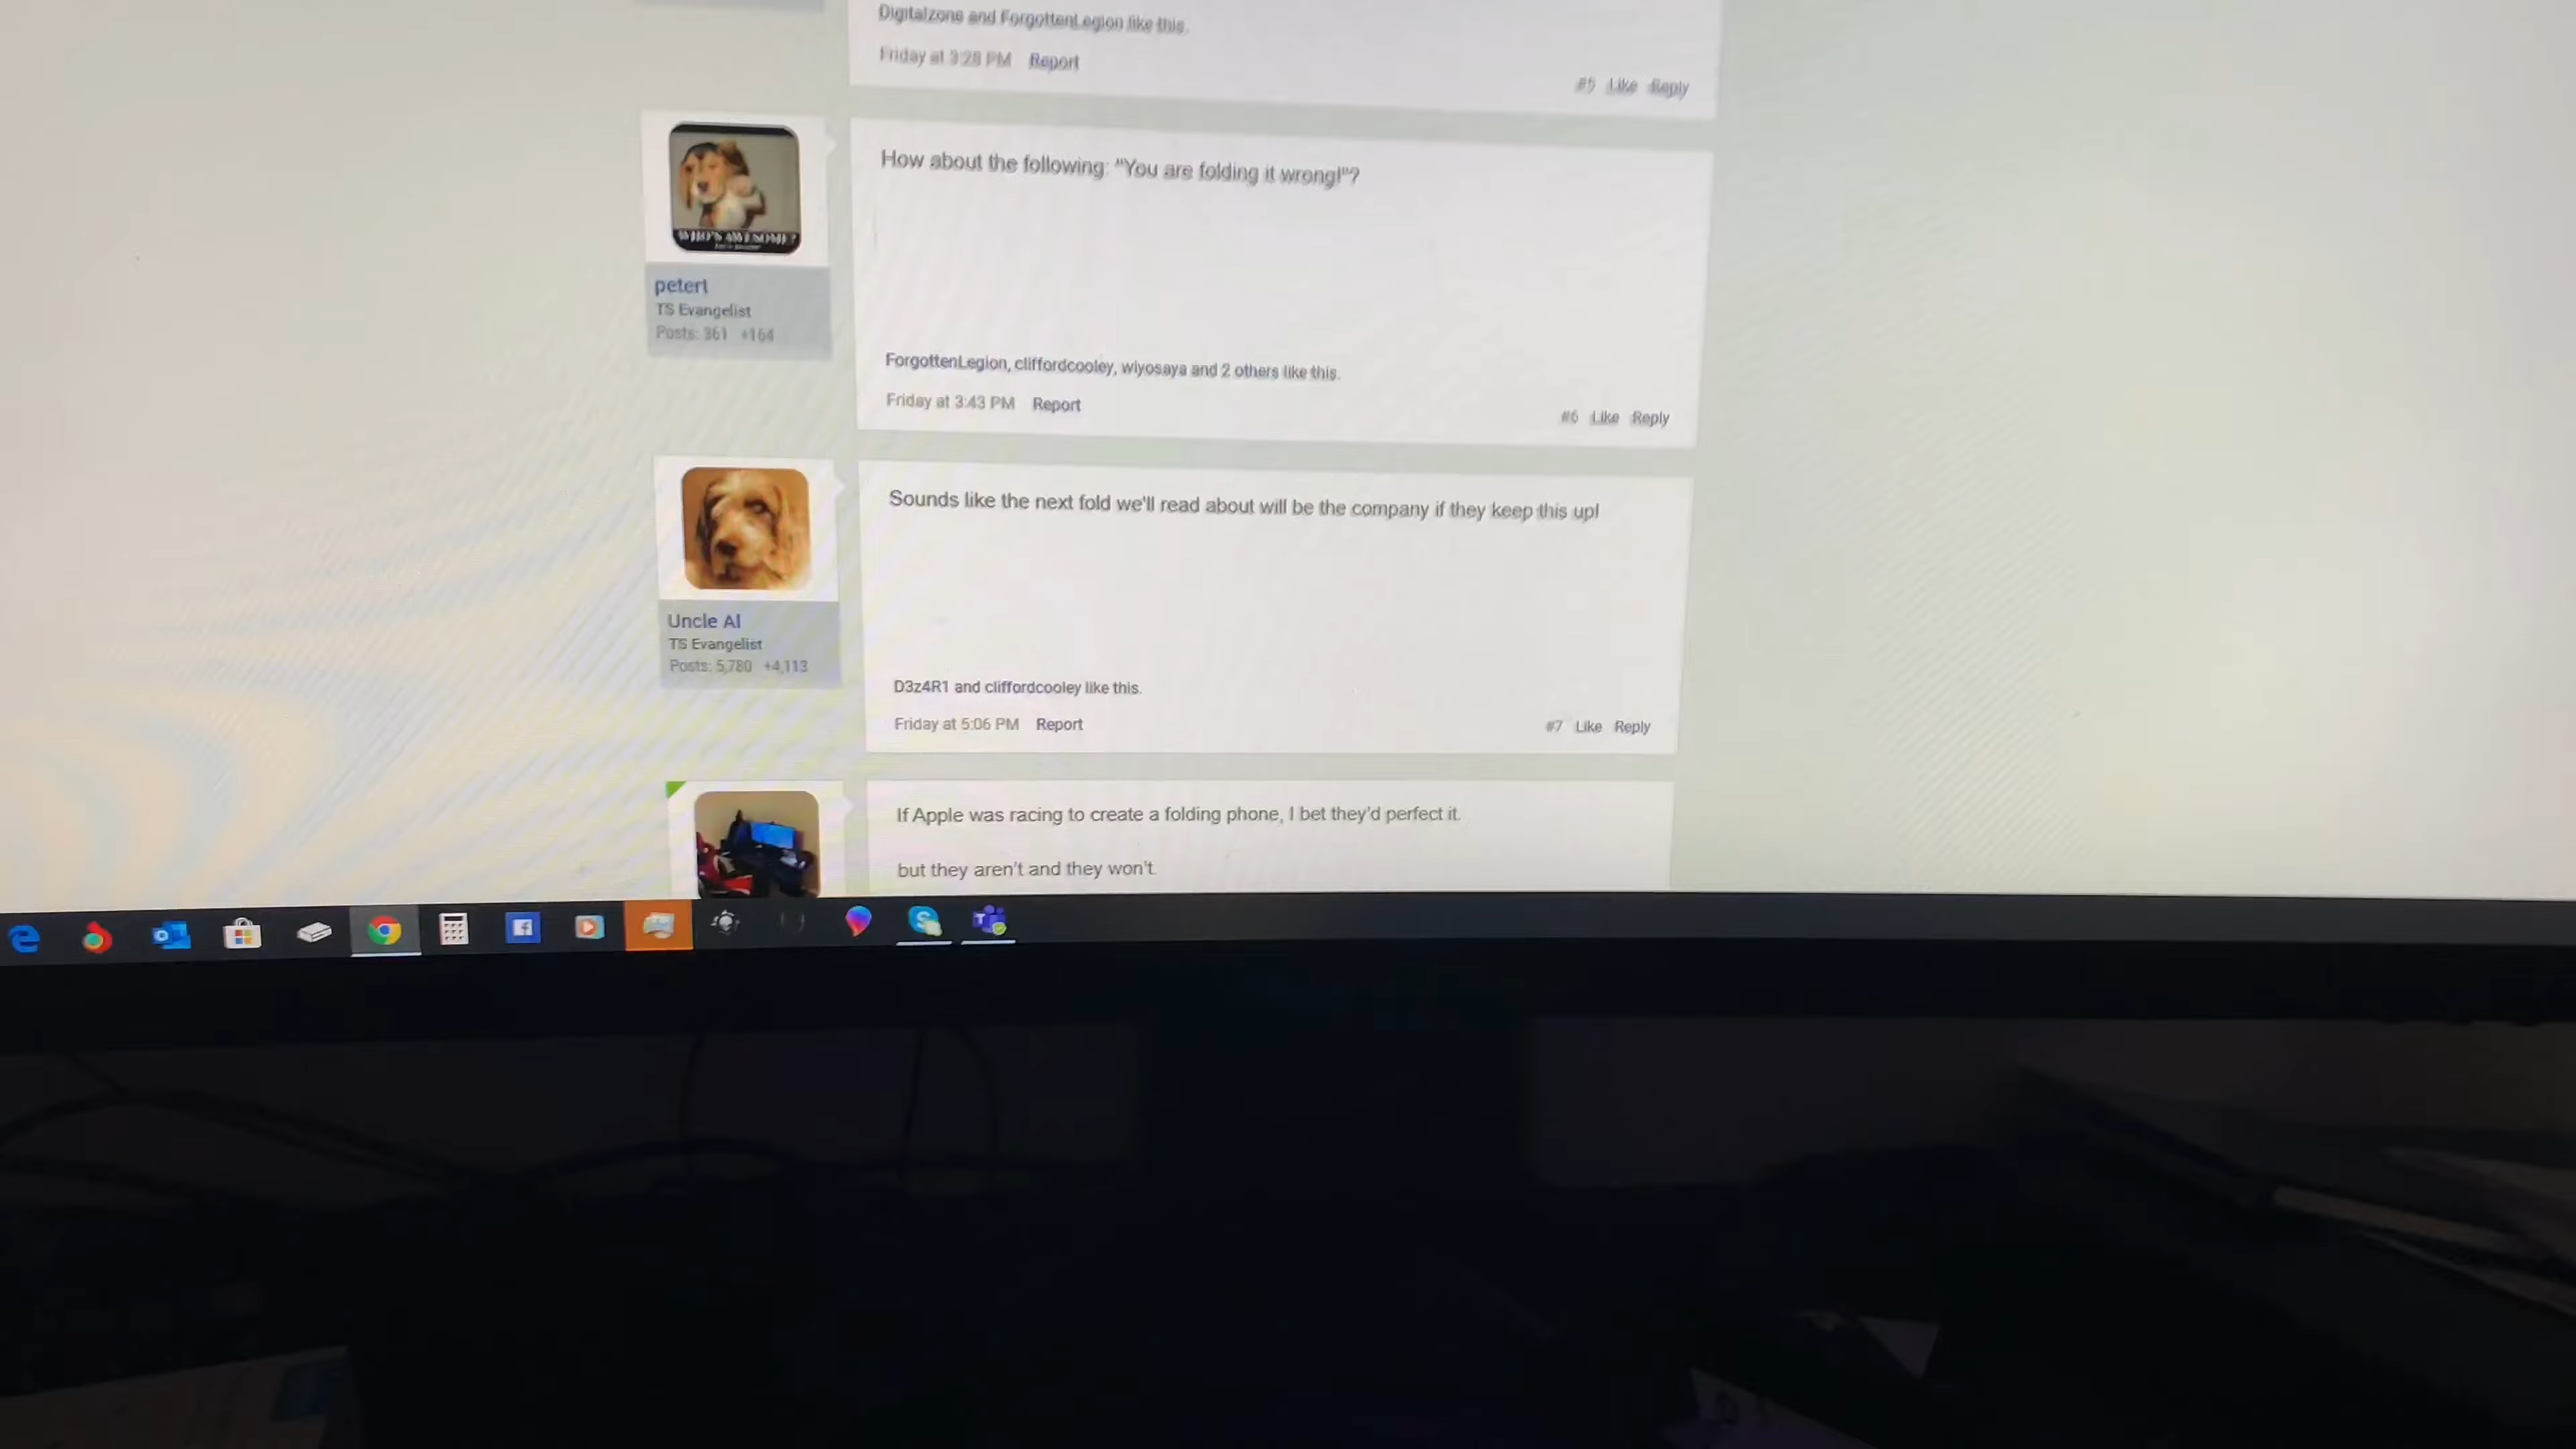 Digitalzone and ForgottenLegion like this.
Friday at 3:28 PM Report
#5 Like Reply
How about the following: "You are folding it wrong!"?
petert
TS Evangelist
Posts: 361 +164
ForgottenLegion, cliffordcooley, wiyosaya and 2 others like this.
Friday at 3:43 PM Report
#6 Like Reply
Sounds like the next fold we'll read about will be the company if they keep this up!
Uncle Al
TS Evangelist
Posts: 5,780 +4,113
D3z4R1 and cliffordcooley like this.
Friday at 5:06 PM Report
#7 Like Reply
If Apple was racing to create a folding phone, I bet they'd perfect it.
but they aren't and they won't.